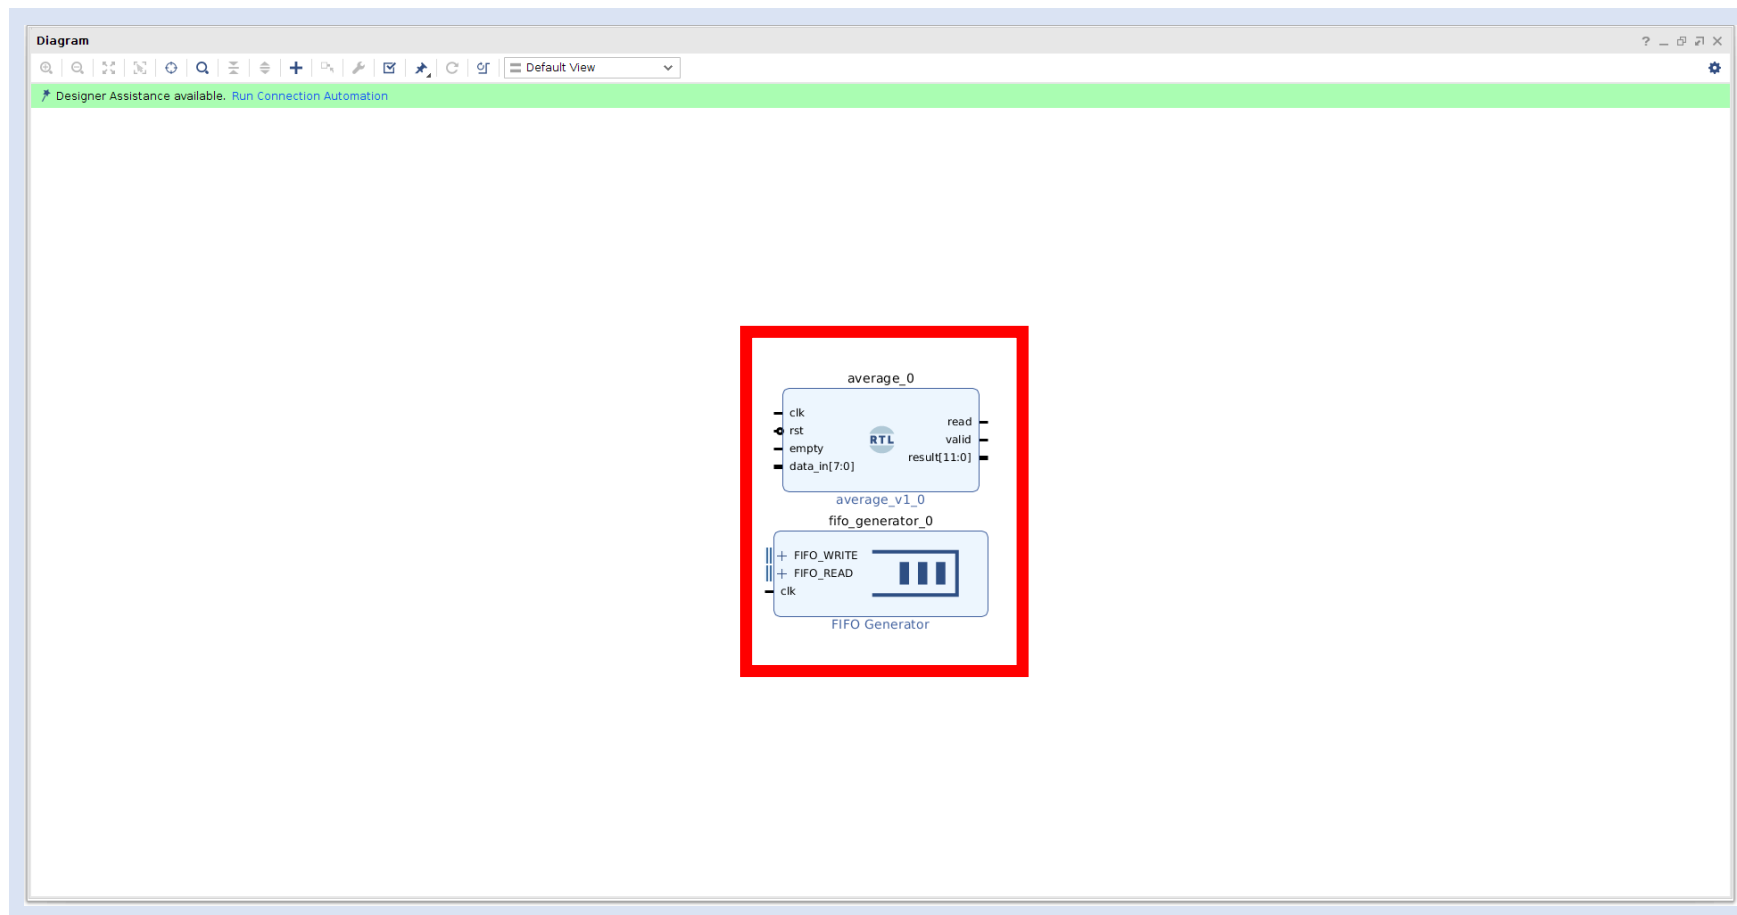 Diagram
Default View
Designer Assistance available. Run Connection Automation
average_0
clk
rst
empty
data_in[7:0]
RTL
read
valid
result[11:0]
average_v1_0
fifo_generator_0
FIFO_WRITE
FIFO_READ
clk
FIFO Generator